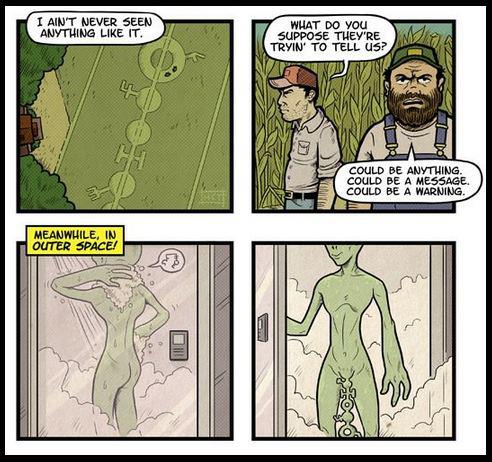 I AIN'T NEVER SEEN
ANYTHING LIKE IT.
WHAT DO YOU
SUPPOSE THEY'RE
TRYIN' TO TELL US?
COULD BE ANYTHING.
COULD BE A MESSAGE.
COULD BE A WARNING.
MEANWHILE, IN
OUTER SPACE!